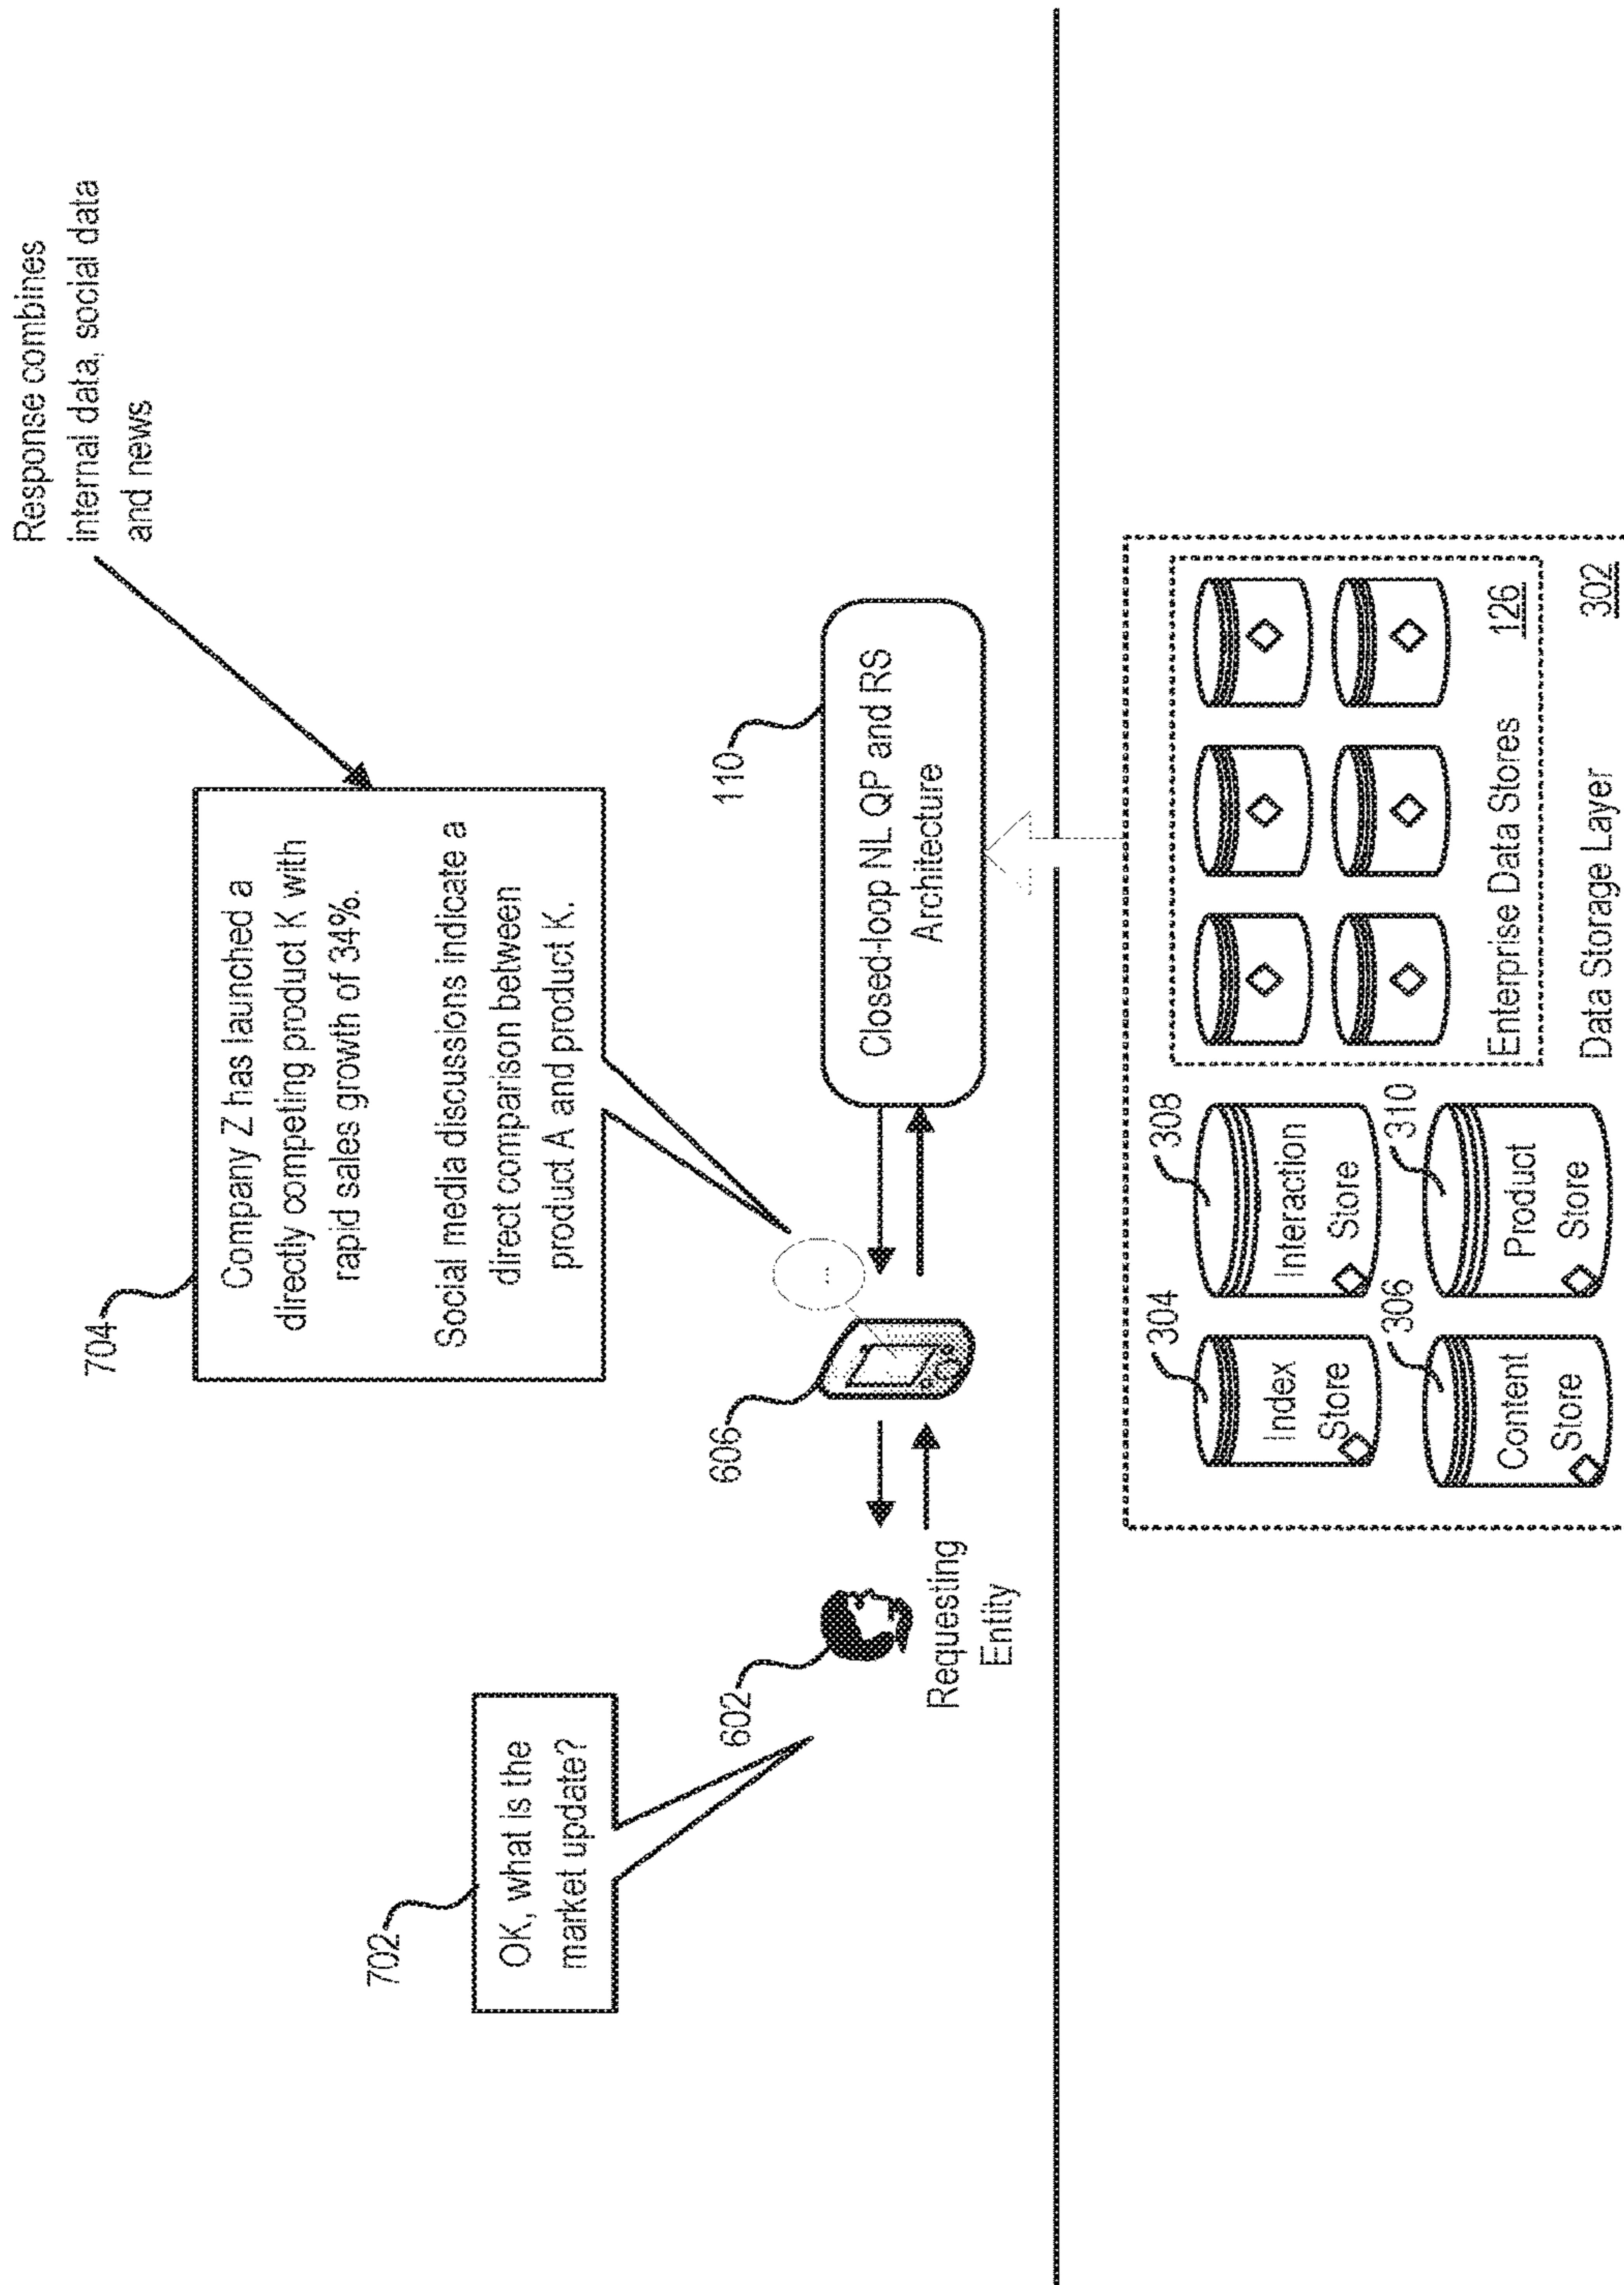 Response combines
internal data, social data
and news
704
Company Z has launched a
directly competing product K with
rapid sales growth of 34%.
Social media discussions indicate a
direct comparison between
product A and product K.
702
OK, what is the
market update?
602
Requesting
Entity
606
...
110
Closed-loop NL QP and RS
Architecture
304
Index
Store
308
Interaction
Store
306
Content
Store
310
Product
Store
Enterprise Data Stores 126
Data Storage Layer 302